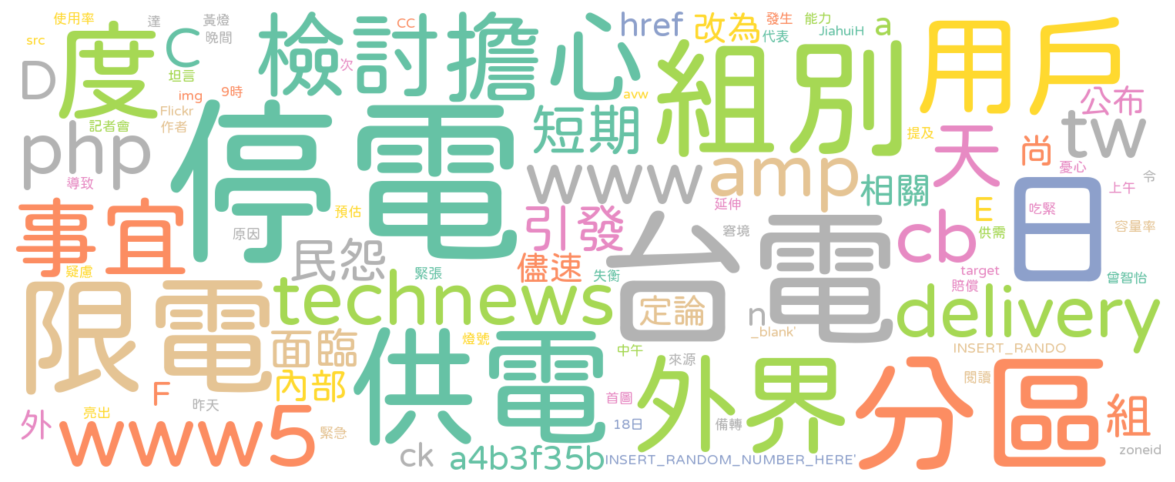 使用率
達
黃燈
CC
href
改為
發生
能力
src
度
C
晚間
檢討
擔心
代表
JiahuiH
a
用戶
D
坦言
次
組別
img
9時
avw
公布
Flickr
記者會
作者
短期
提及
tw
php
停電
天
尚
憂心
導致
www
amp
相關
令
上午
事宜
預估
引發
延伸
E
日
吃緊
原因
台電
窘境
cb
供需
容量率
民怨
儘速
疑慮
緊張
失衡
target
曾智怡
賠償
限電
technews
定論
n
delivery
_blank'
面臨
供電
燈號
中午
INSERT_RANDO
來源
外界
分區
內部
閱讀
F
昨天
首圖
亮出
組
外
www5
緊急
18日
備轉
ck
a4b3f35b
INSERT_RANDOM_NUMBER_HERE'
zoneid